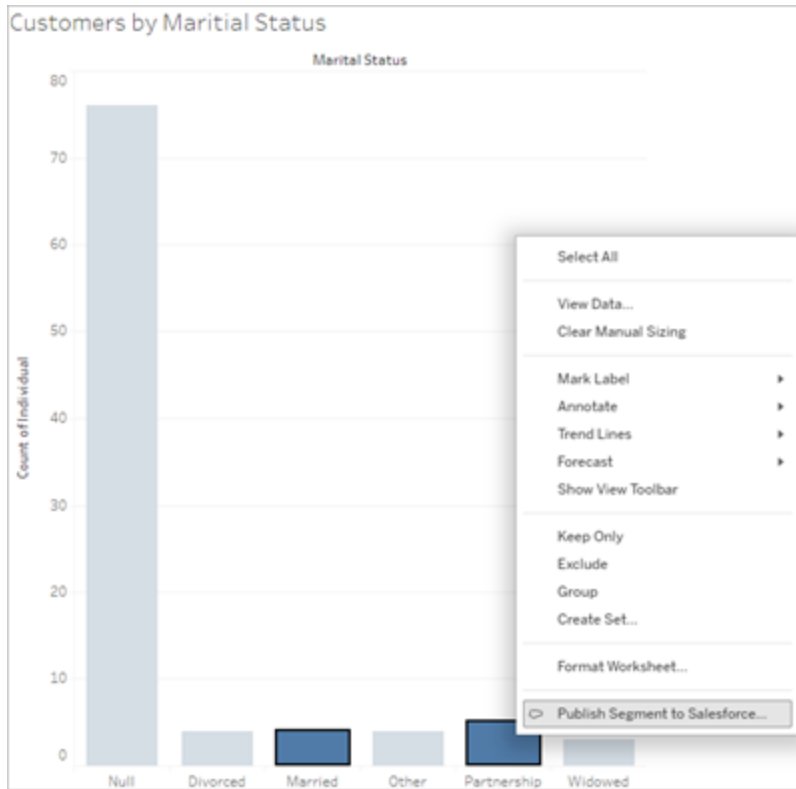 Customers by Maritial Status
Marital Status
80
70
60
50
40
30
20
10
0
Count of Individual
Null
Divorced
Married
Other
Partnership
Widowed
Select All
View Data...
Clear Manual Sizing
Mark Label
Annotate
Trend Lines
Forecast
Show View Toolbar
Keep Only
Exclude
Group
Create Set...
Format Worksheet...
Publish Segment to Salesforce...